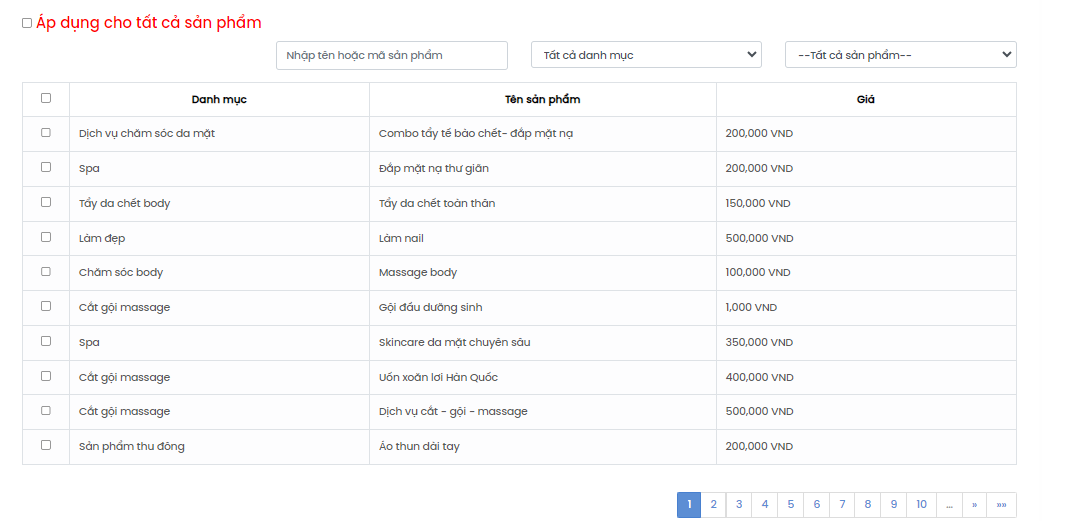 Áp dụng cho tất cả sản phẩm
Nhập tên hoặc mã sản phẩm Tất cả danh mục --Tất cả sản phẩm--
Danh mục Tên sản phẩm Giá
Dịch vụ chăm sóc da mặt Combo tẩy tế bào chết- đắp mặt nạ 200,000 VND
Spa Đắp mặt nạ thư giãn 200,000 VND
Tẩy da chết body Tẩy da chết toàn thân 150,000 VND
Làm đẹp Làm nail 500,000 VND
Chăm sóc body Massage body 100,000 VND
Cắt gội massage Gội đầu dưỡng sinh 1,000 VND
Spa Skincare da mặt chuyên sâu 350,000 VND
Cắt gội massage Uốn xoăn lơi Hàn Quốc 400,000 VND
Cắt gội massage Dịch vụ cắt - gội - massage 500,000 VND
Sản phẩm thu đông Áo thun dài tay 200,000 VND
1 2 3 4 5 6 7 8 9 10 ... » »»